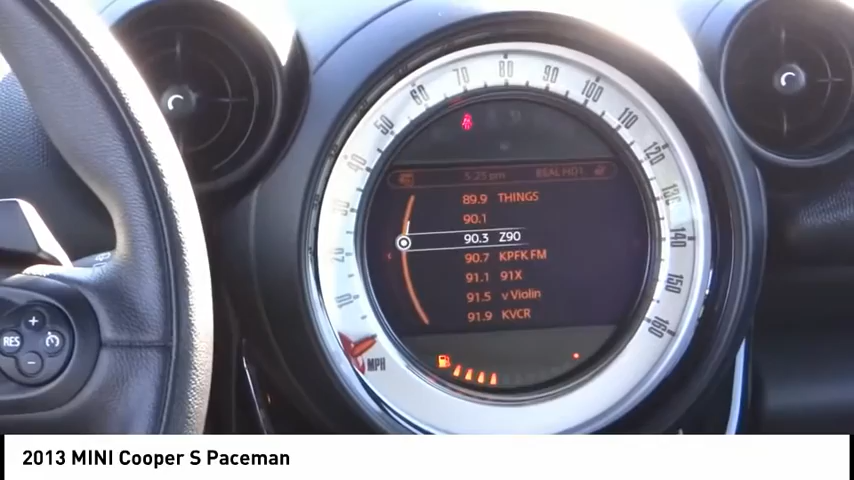 10
20
30
40
50
60
70
80
90
100
110
120
130
140
150
160
MPH
5:25 pm REAL HD1
89.9 THINGS
90.1
90.3 Z90
90.7 KPFK FM
91.1 91X
91.5 v Violin
91.9 KVCR
RES + -
2013 MINI Cooper S Paceman